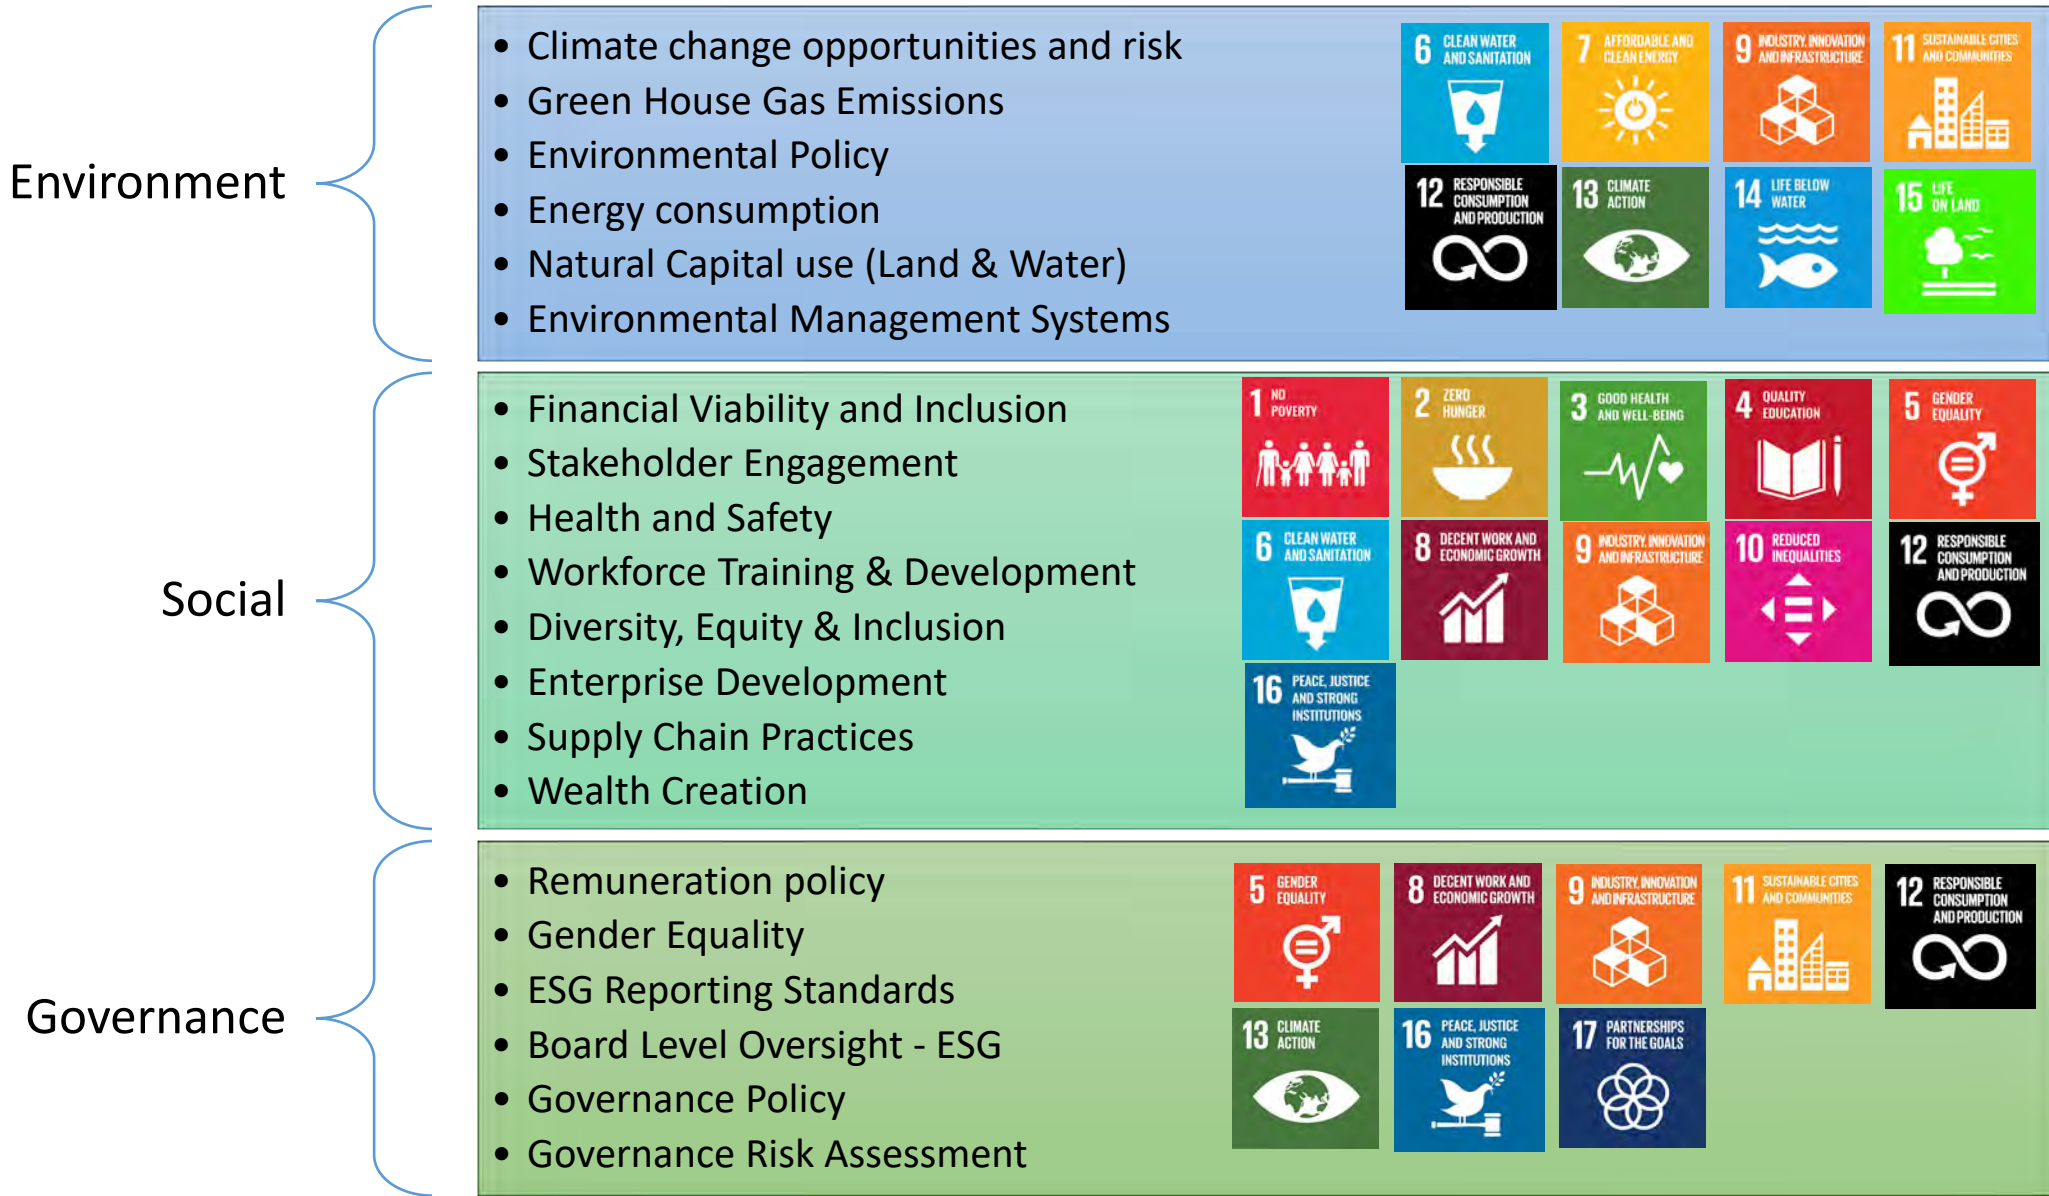 Environment
• Climate change opportunities and risk
• Green House Gas Emissions
• Environmental Policy
• Energy consumption
• Natural Capital use (Land & Water)
• Environmental Management Systems
6 CLEAN WATER
AND SANITATION
7 AFFORDABLE AND
CLEAN ENERGY
9 INDUSTRY, INNOVATION
AND INFRASTRUCTURE
11 SUSTAINABLE CITIES
AND COMMUNITIES
12 RESPONSIBLE
CONSUMPTION
AND PRODUCTION
13 CLIMATE
ACTION
14 LIFE BELOW
WATER
15 LIFE
ON LAND
Social
• Financial Viability and Inclusion
• Stakeholder Engagement
• Health and Safety
• Workforce Training & Development
• Diversity, Equity & Inclusion
• Enterprise Development
• Supply Chain Practices
• Wealth Creation
1 NO
POVERTY
2 ZERO
HUNGER
3 GOOD HEALTH
AND WELL-BEING
4 QUALITY
EDUCATION
5 GENDER
EQUALITY
6 CLEAN WATER
AND SANITATION
8 DECENT WORK AND
ECONOMIC GROWTH
9 INDUSTRY, INNOVATION
AND INFRASTRUCTURE
10 REDUCED
INEQUALITIES
12 RESPONSIBLE
CONSUMPTION
AND PRODUCTION
16 PEACE, JUSTICE
AND STRONG
INSTITUTIONS
Governance
• Remuneration policy
• Gender Equality
• ESG Reporting Standards
• Board Level Oversight - ESG
• Governance Policy
• Governance Risk Assessment
5 GENDER
EQUALITY
8 DECENT WORK AND
ECONOMIC GROWTH
9 INDUSTRY, INNOVATION
AND INFRASTRUCTURE
11 SUSTAINABLE CITIES
AND COMMUNITIES
12 RESPONSIBLE
CONSUMPTION
AND PRODUCTION
13 CLIMATE
ACTION
16 PEACE, JUSTICE
AND STRONG
INSTITUTIONS
17 PARTNERSHIPS
FOR THE GOALS